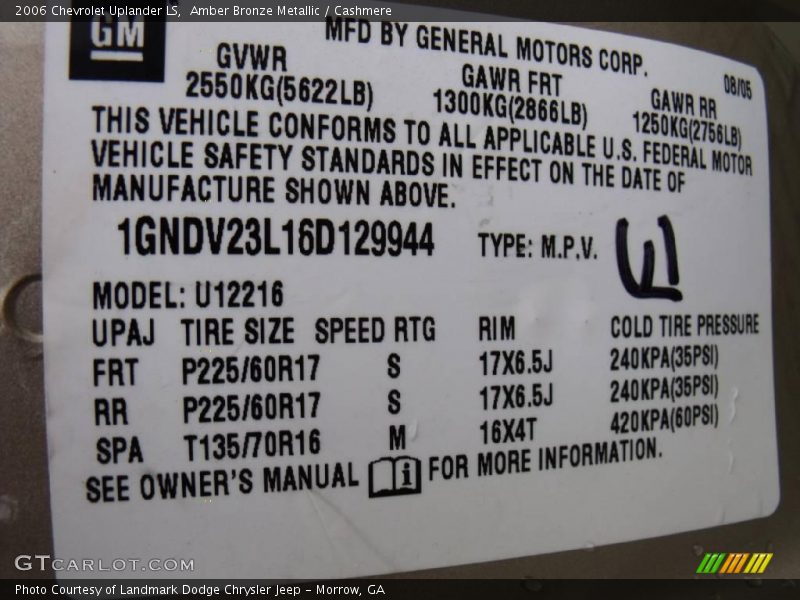 2006 Chevrolet Uplander LS,  Amber Bronze Metallic / Cashmere
GM
MFD BY GENERAL MOTORS CORP.
08/05
GVWR GAWR FRT GAWR RR
2550KG(5622LB) 1300KG(2866LB) 1250KG(2756LB)
THIS VEHICLE CONFORMS TO ALL APPLICABLE U.S. FEDERAL MOTOR
VEHICLE SAFETY STANDARDS IN EFFECT ON THE DATE OF
MANUFACTURE SHOWN ABOVE.
1GNDV23L16D129944 TYPE: M.P.V.
MODEL: U12216
UPAJ TIRE SIZE SPEED RTG RIM COLD TIRE PRESSURE
FRT P225/60R17 S 17X6.5J 240KPA(35PSI)
RR P225/60R17 S 17X6.5J 240KPA(35PSI)
SPA T135/70R16 M 16X4T 420KPA(60PSI)
SEE OWNER'S MANUAL i FOR MORE INFORMATION.
GTCARLOT.COM
Photo Courtesy of Landmark Dodge Chrysler Jeep – Morrow, GA